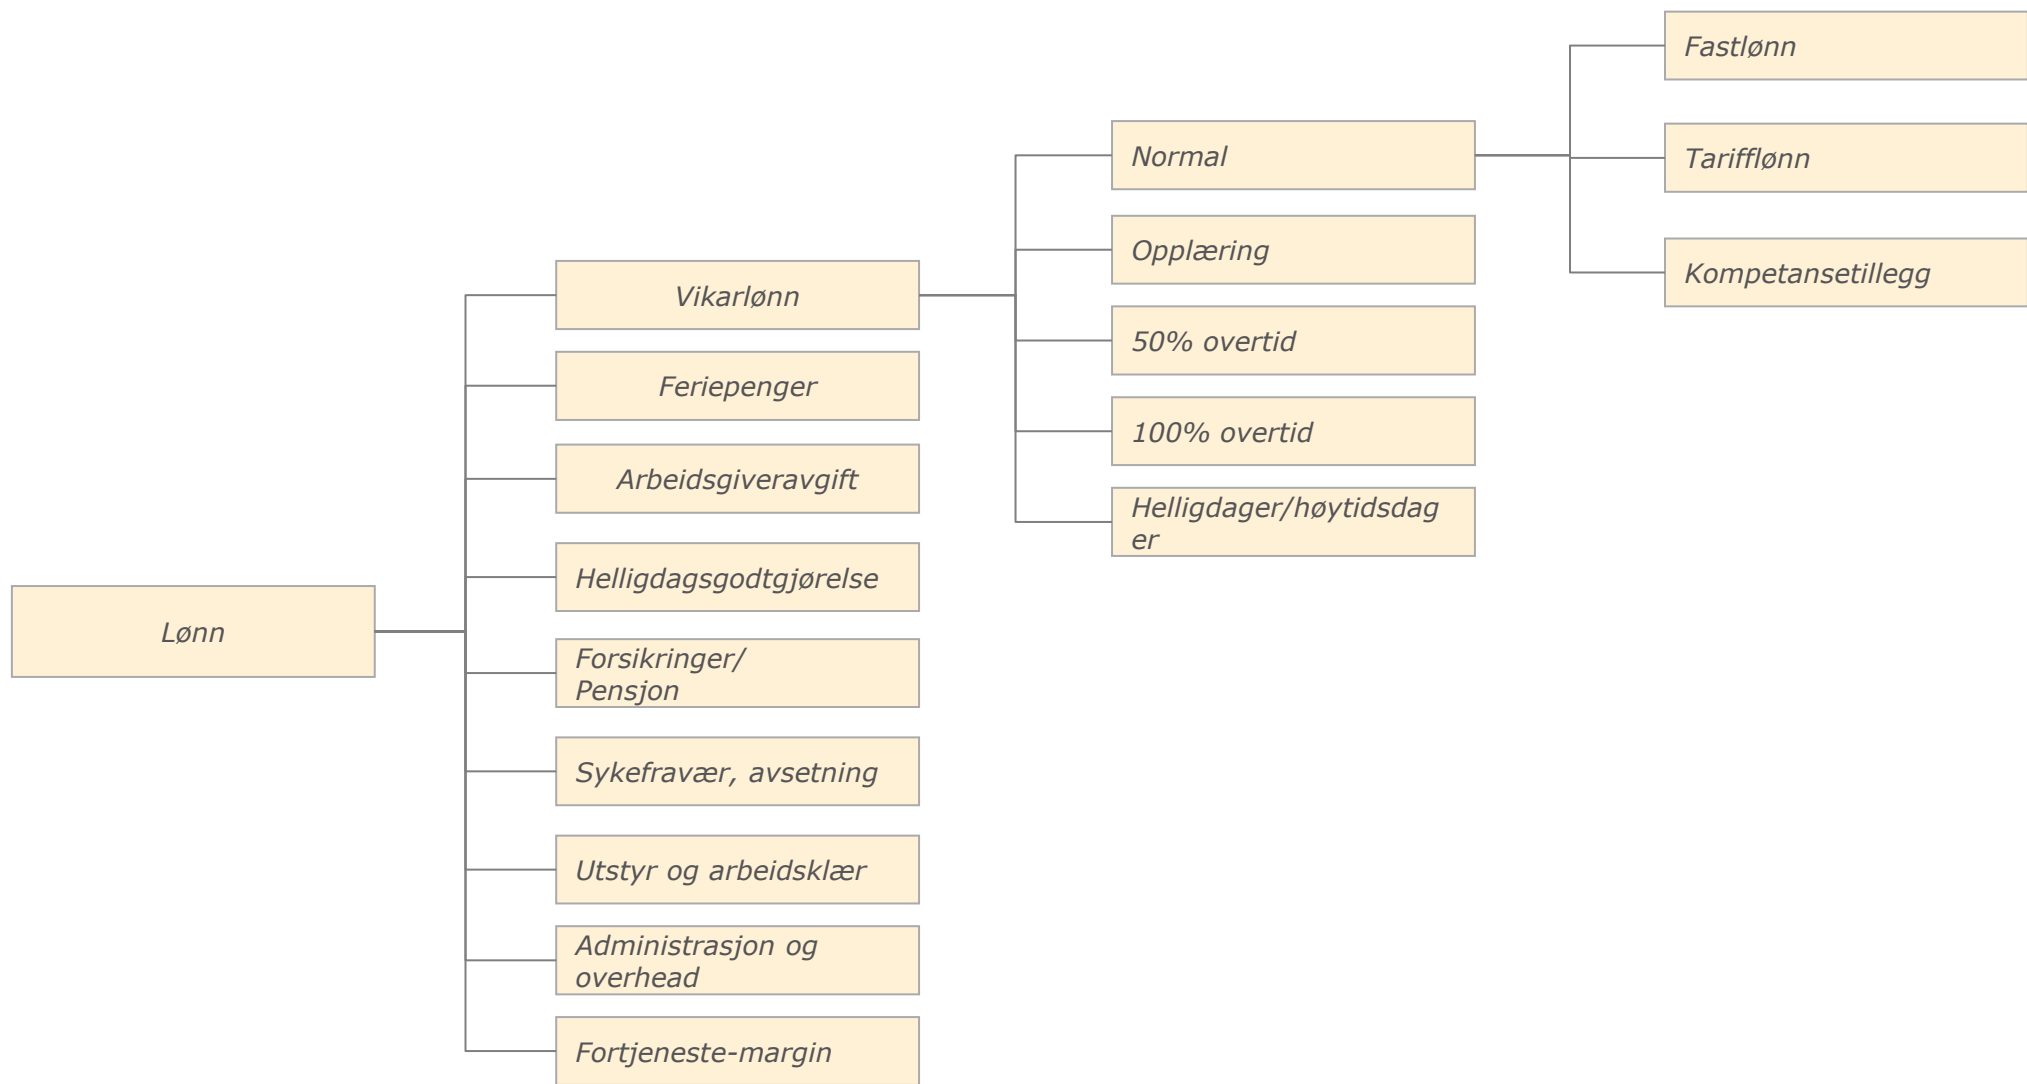 Lønn
Vikarlønn
Feriepenger
Arbeidsgiveravgift
Helligdagsgodtgjørelse
Forsikringer/
Pensjon
Sykefravær, avsetning
Utstyr og arbeidsklær
Administrasjon og
overhead
Fortjeneste-margin
Normal
Opplæring
50% overtid
100% overtid
Helligdager/høytidsdag
er
Fastlønn
Tarifflønn
Kompetansetillegg